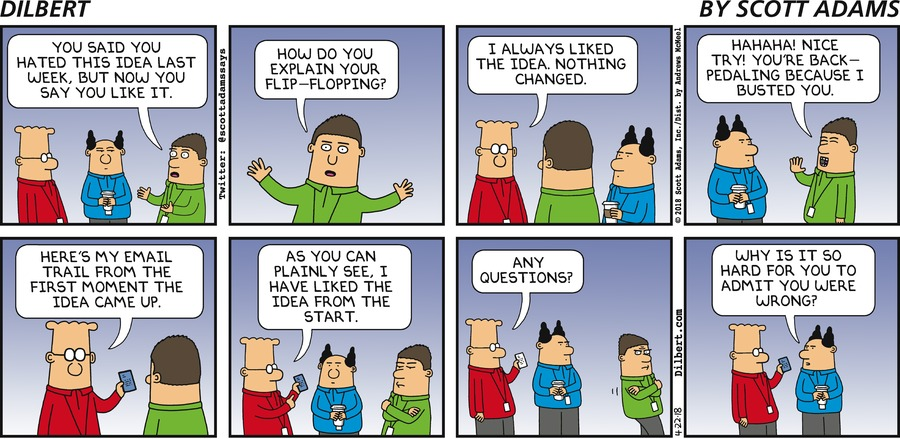 DILBERT
BY SCOTT ADAMS
YOU SAID YOU
HATED THIS IDEA LAST
WEEK, BUT NOW YOU
SAY YOU LIKE IT.
Twitter: @scottadamssays
HOW DO YOU
EXPLAIN YOUR
FLIP-FLOPPING?
I ALWAYS LIKED
THE IDEA. NOTHING
CHANGED.
© 2018 Scott Adams, Inc./Dist. by Andrews McMeel
HAHAHA! NICE
TRY! YOU'RE BACK-
PEDALING BECAUSE I
BUSTED YOU.
HERE'S MY EMAIL
TRAIL FROM THE
FIRST MOMENT THE
IDEA CAME UP.
AS YOU CAN
PLAINLY SEE, I
HAVE LIKED THE
IDEA FROM THE
START.
ANY
QUESTIONS?
4-22-18 Dilbert.com
WHY IS IT SO
HARD FOR YOU TO
ADMIT YOU WERE
WRONG?